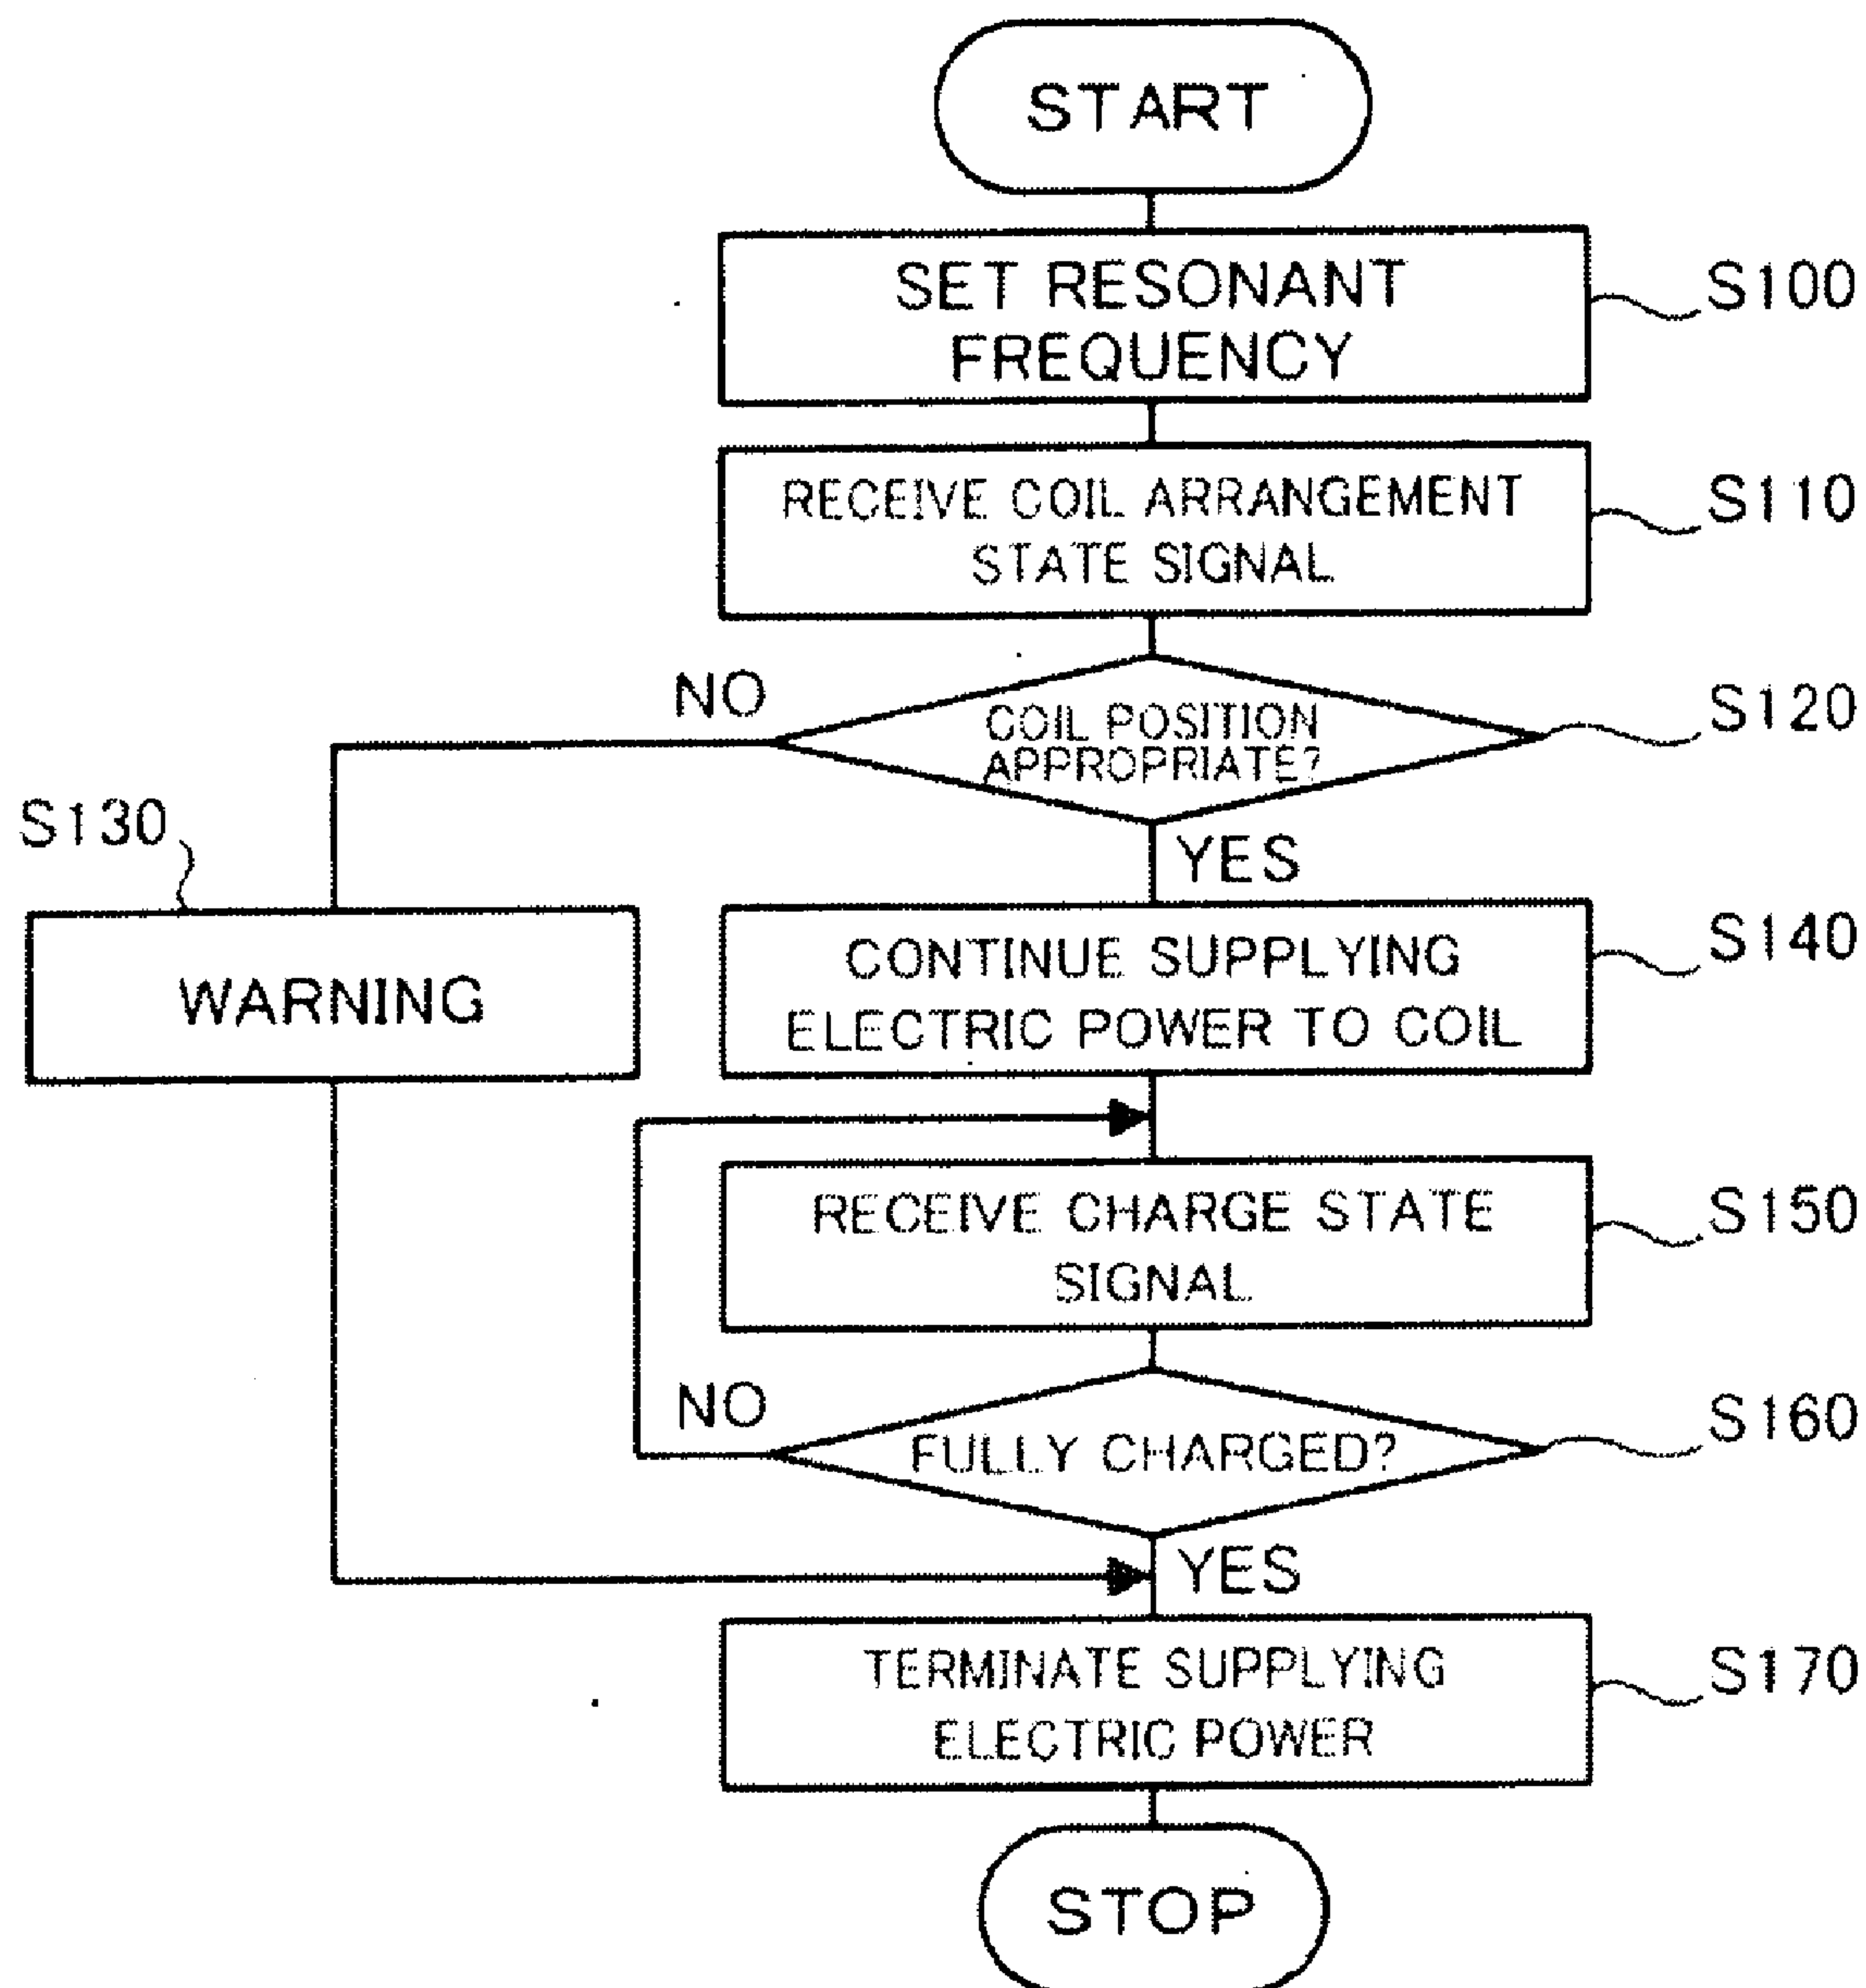 START
SET RESONANT
FREQUENCY
S100
RECEIVE COIL ARRANGEMENT
STATE SIGNAL
S110
NO
COIL POSITION
APPROPRIATE?
S120
YES
S130
WARNING
CONTINUE SUPPLYING
ELECTRIC POWER TO COIL
S140
RECEIVE CHARGE STATE
SIGNAL
S150
NO
FULLY CHARGED?
S160
YES
TERMINATE SUPPLYING
ELECTRIC POWER
S170
STOP